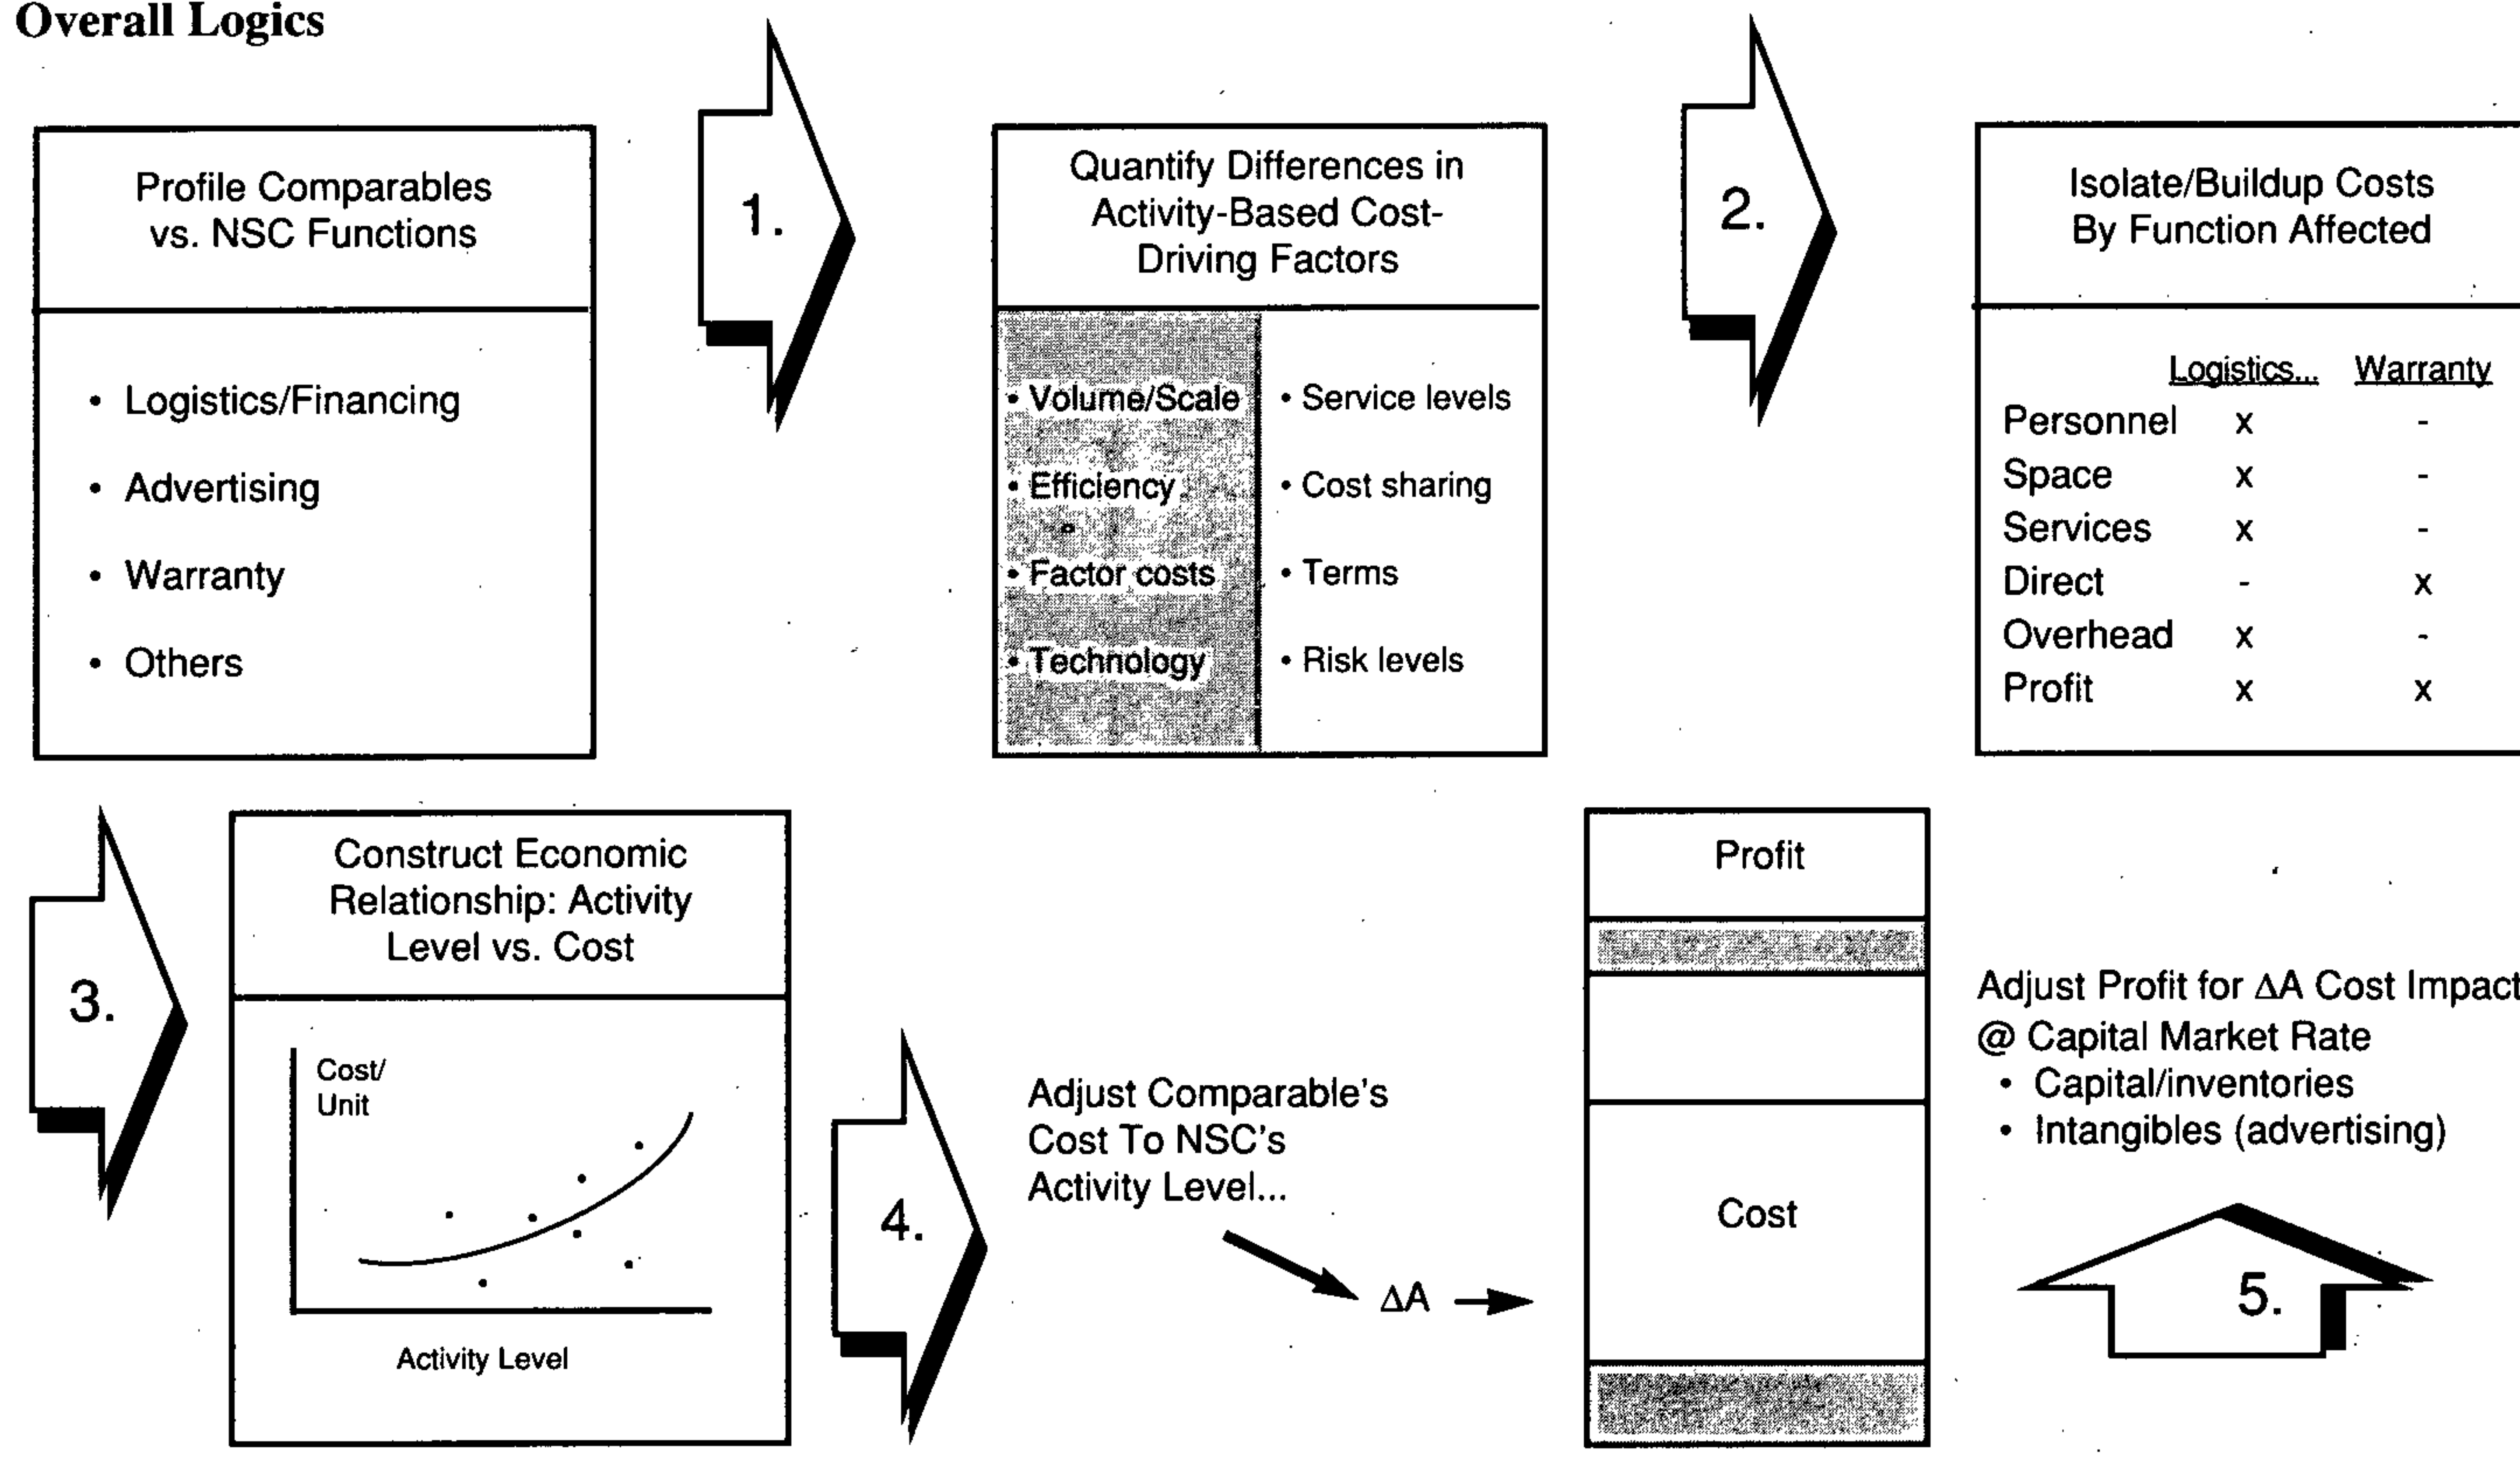 Overall Logics
Profile Comparables
vs. NSC Functions
• Logistics/Financing
• Advertising
• Warranty
• Others
1.
Quantify Differences in
Activity-Based Cost-
Driving Factors
• Volume/Scale
• Efficiency
• Factor costs
• Technology
• Service levels
• Cost sharing
• Terms
• Risk levels
2.
Isolate/Buildup Costs
By Function Affected
Logistics... Warranty
Personnel x -
Space x -
Services x -
Direct - x
Overhead x -
Profit x x
3.
Construct Economic
Relationship: Activity
Level vs. Cost
Cost/
Unit
Activity Level
4.
Adjust Comparable's
Cost To NSC's
Activity Level...
ΔA
Profit
Cost
Adjust Profit for ΔA Cost Impact
@ Capital Market Rate
• Capital/inventories
• Intangibles (advertising)
5.